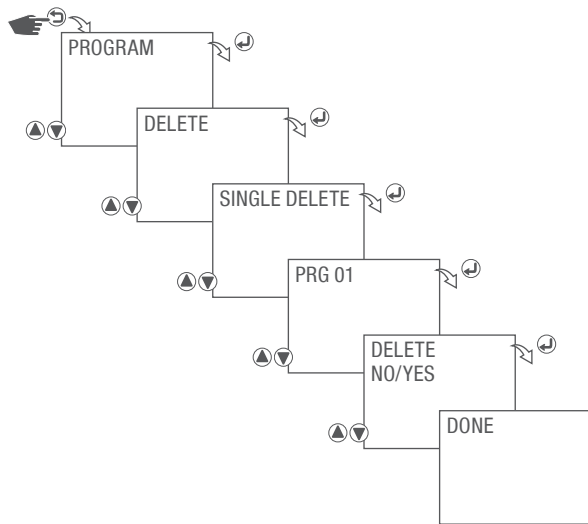 PROGRAM
DELETE
SINGLE DELETE
PRG 01
DELETE
NO/YES
DONE